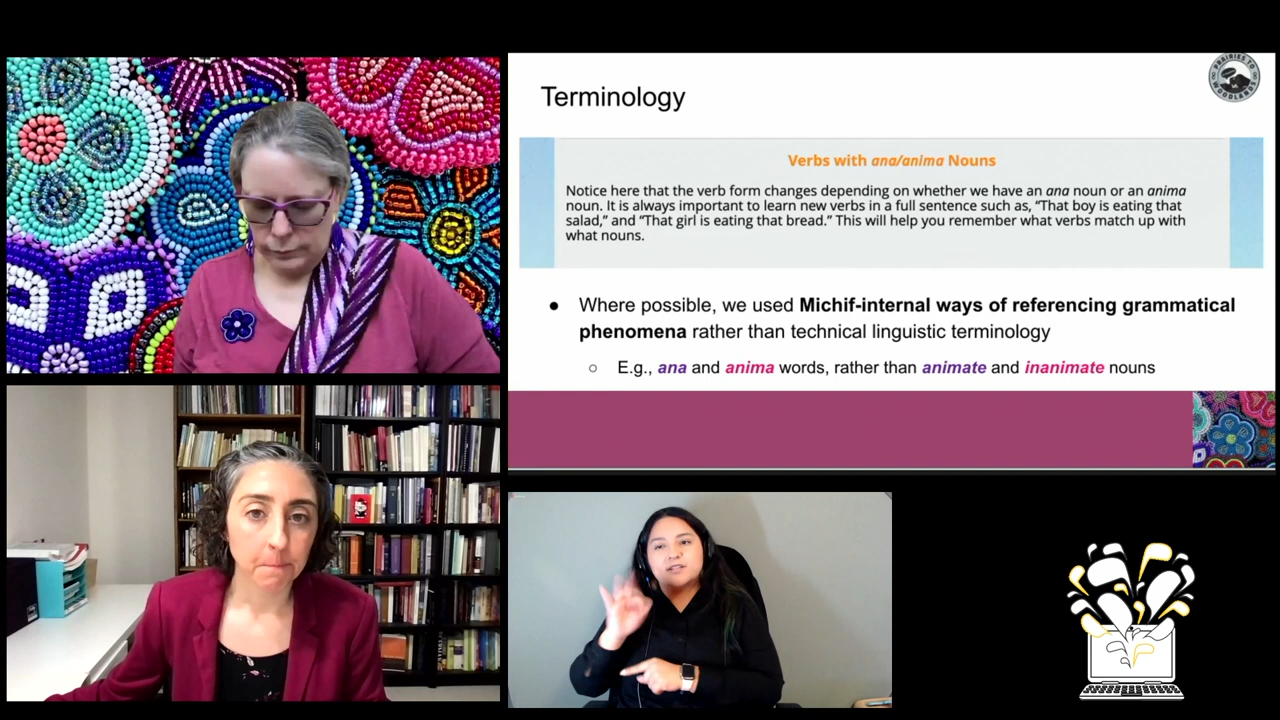 PRAIRIES TO
WOODLANDS
Terminology
Verbs with ana/anima Nouns
Notice here that the verb form changes depending on whether we have an ana noun or an anima
noun. It is always important to learn new verbs in a full sentence such as, “That boy is eating that
salad,” and “That girl is eating that bread.” This will help you remember what verbs match up with
what nouns.
● Where possible, we used Michif-internal ways of referencing grammatical
phenomena rather than technical linguistic terminology
○ E.g., ana and anima words, rather than animate and inanimate nouns